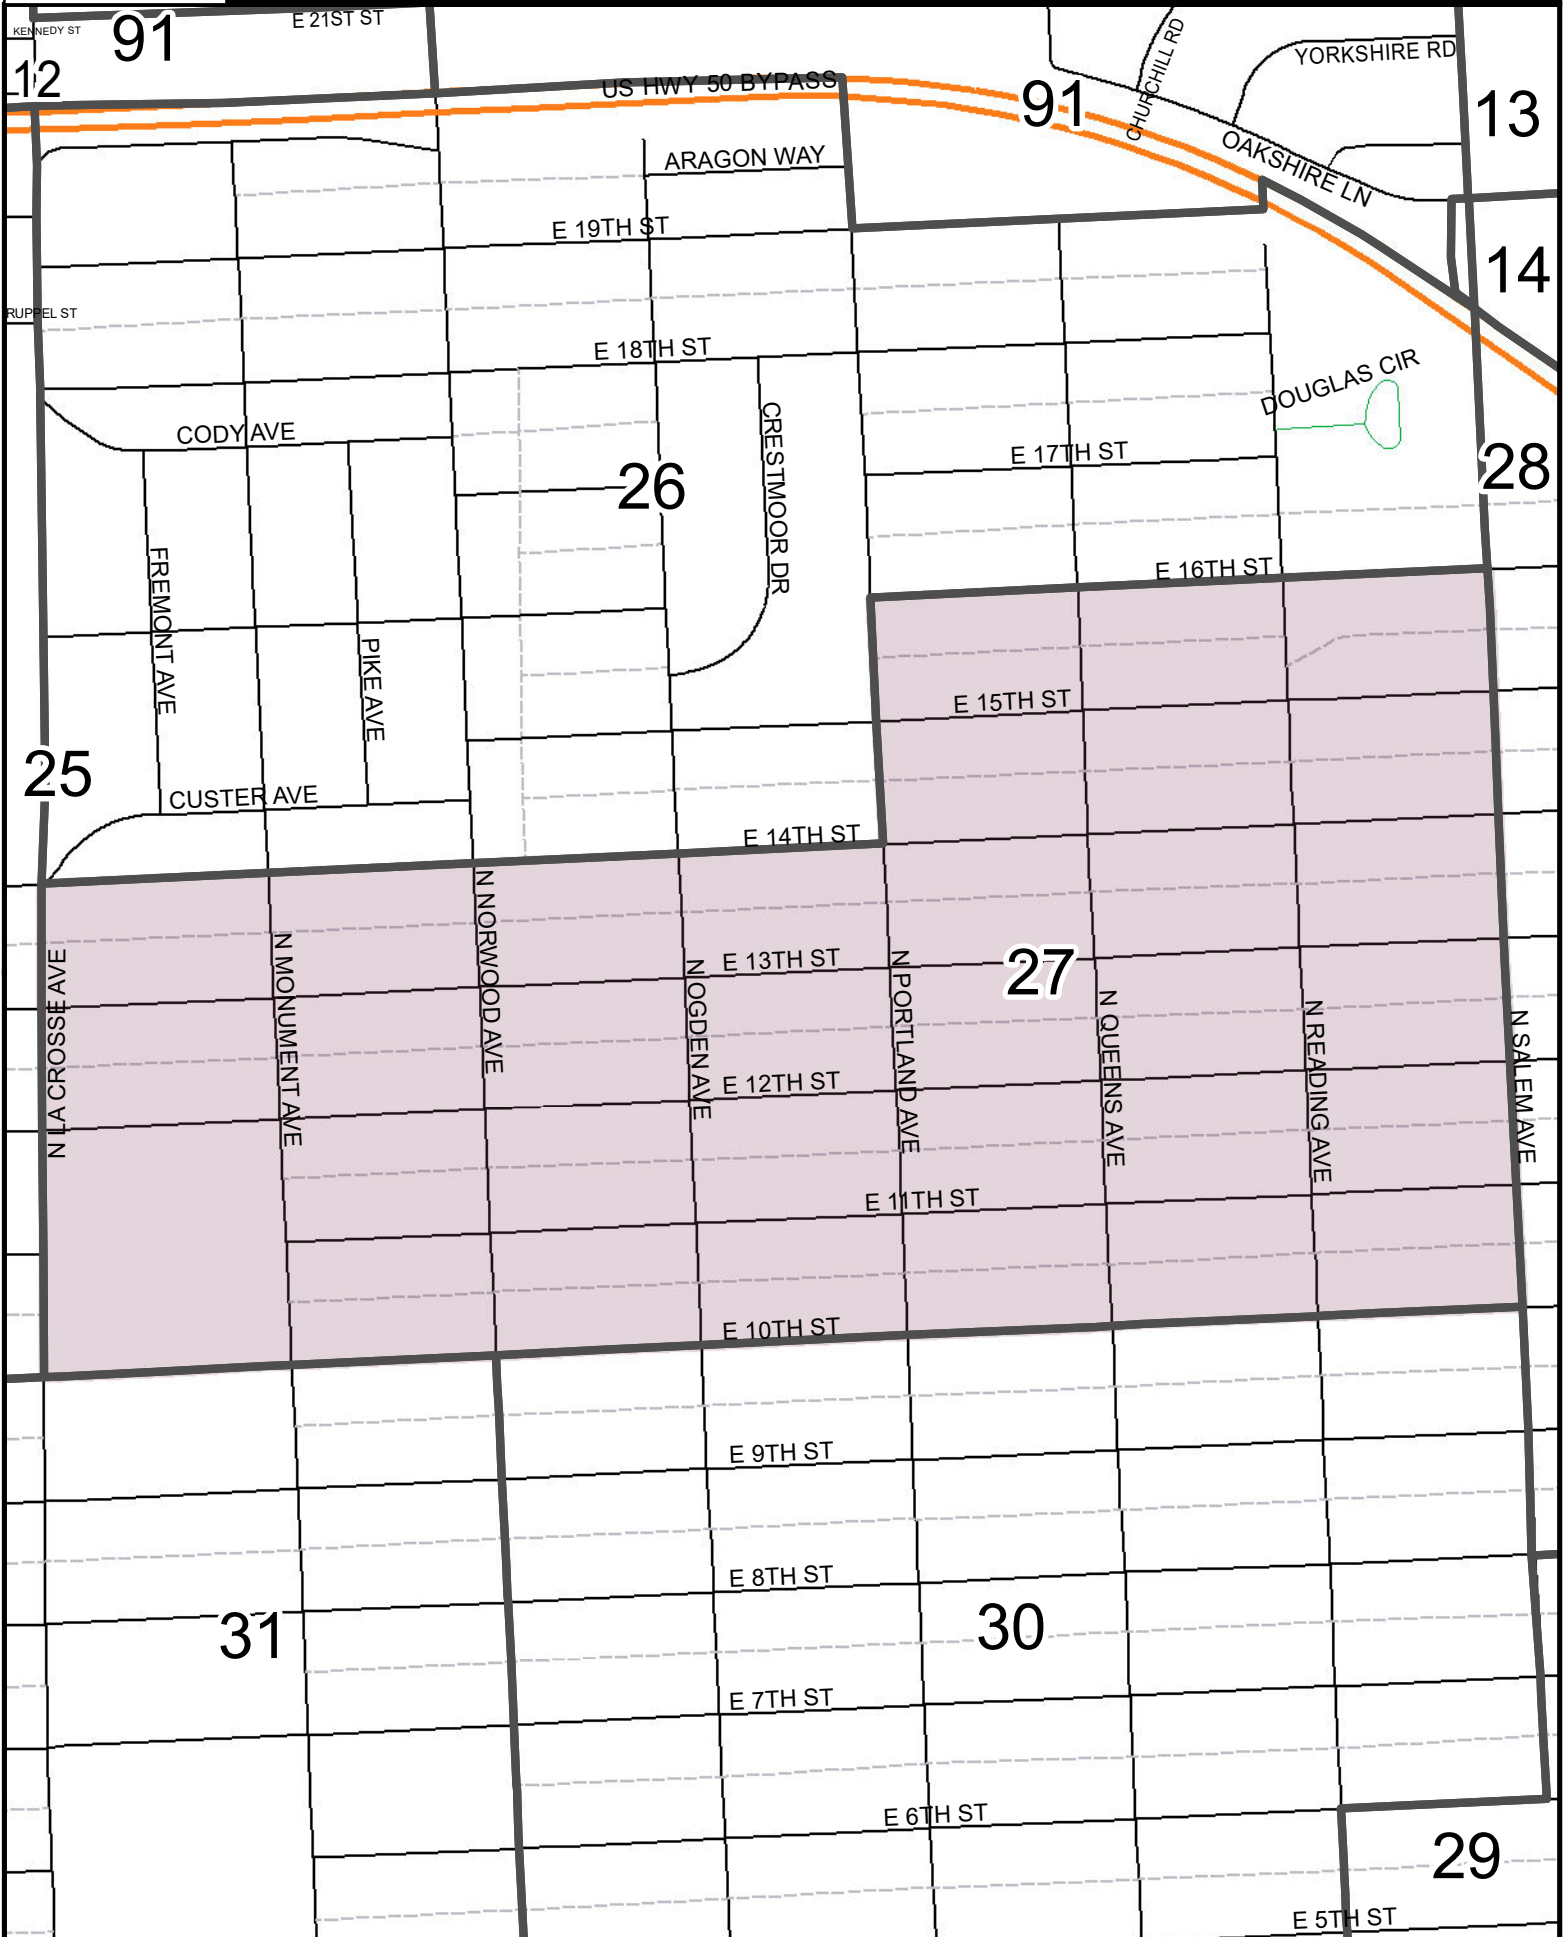 E 21ST ST
KENNEDY ST
91
12
US HWY 50 BYPASS
91
CHURCHILL RD
YORKSHIRE RD
13
OAKSHIRE LN
ARAGON WAY
E 19TH ST
14
RUPPEL ST
E 18TH ST
DOUGLAS CIR
CODY AVE
CRESTMOOR DR
E 17TH ST
26
28
FREMONT AVE
E 16TH ST
PIKE AVE
E 15TH ST
25
CUSTER AVE
E 14TH ST
N LA CROSSE AVE
N MONUMENT AVE
N NORWOOD AVE
N OGDEN AVE
E 13TH ST
N PORTLAND AVE
27
N QUEENS AVE
N READING AVE
N SALEM AVE
E 12TH ST
E 11TH ST
E 10TH ST
E 9TH ST
E 8TH ST
31
30
E 7TH ST
E 6TH ST
29
E 5TH ST